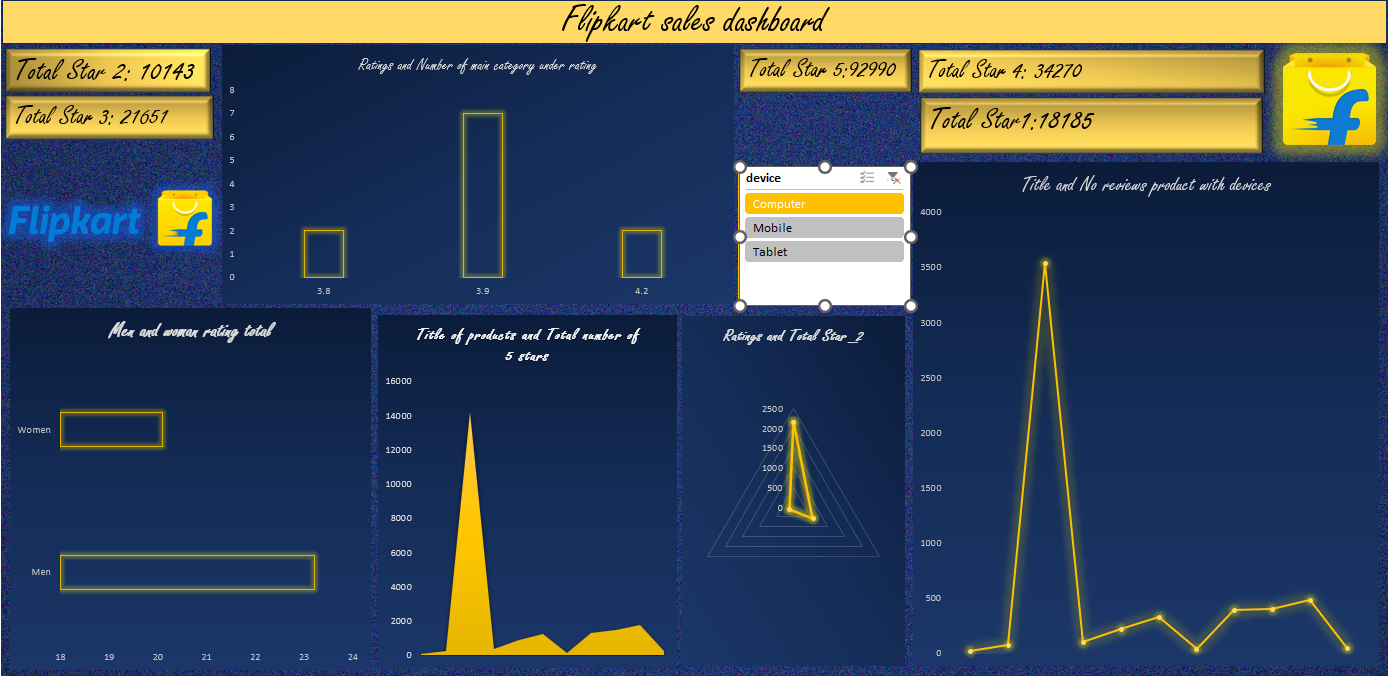 Flipkart sales dashboard
Total Star 2: 10143
Total Star 3: 21651
Flipkart
f
Ratings and Number of main category under rating
8
7
6
5
4
3
2
1
0
3.8 3.9 4.2
Total Star 5:92990
Total Star 4: 34270
Total Star1:18185
f
device
Computer
Mobile
Tablet
Men and woman rating total
Women
Men
18 19 20 21 22 23 24
Title of products and Total number of
5 stars
16000
14000
12000
10000
8000
6000
4000
2000
0
Ratings and Total Star_2
2500
2000
1500
1000
500
0
Title and No reviews product with devices
4000
3500
3000
2500
2000
1500
1000
500
0